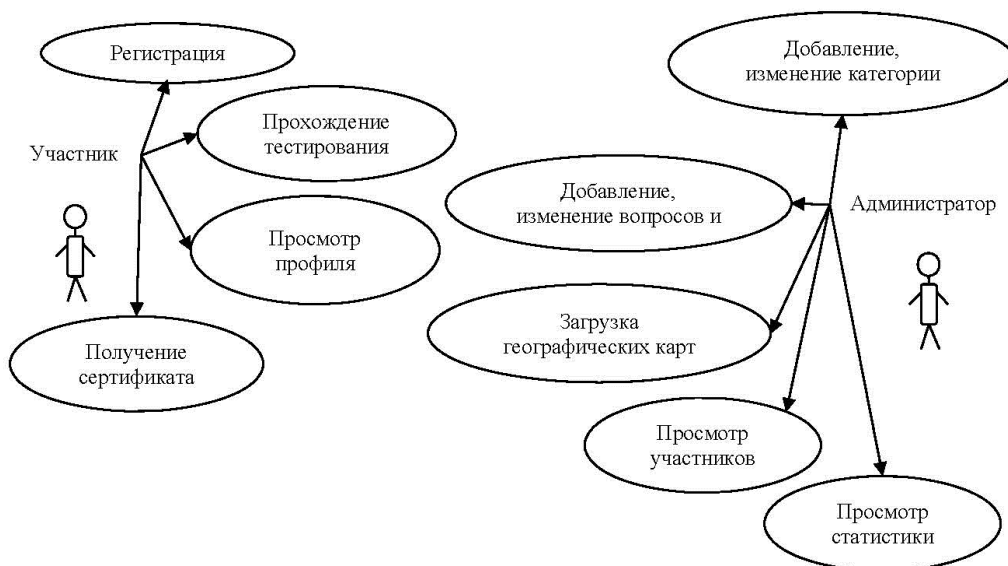 Регистрация
Участник
Прохождение
тестирования
Просмотр
профиля
Получение
сертификата
Добавление,
изменение категории
Добавление,
изменение вопросов и
Администратор
Загрузка
географических карт
Просмотр
участников
Просмотр
статистики